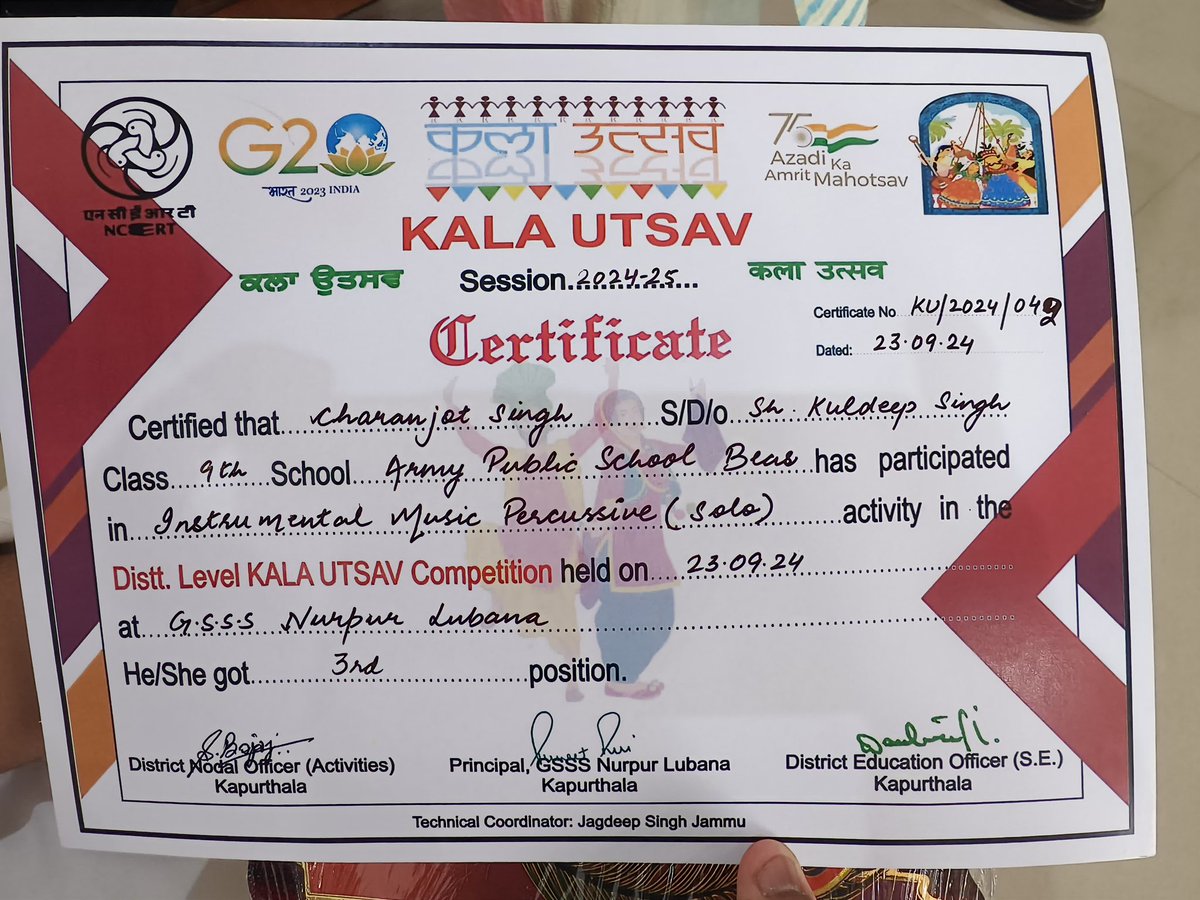 एन सी ई आर टी
NCERT
G20
भारत 2023 INDIA
कला उत्सव
75
Azadi Ka
Amrit Mahotsav
KALA UTSAV
ਕਲਾ ਉਤਸਵ
Session.2024-25...
कला उत्सव
Certificate No KU/2024/042
Dated: 23.09.24
Certificate
Certified that....Charanjot Singh............S/D/o Sh. Kuldeep Singh
Class....9th....School....Army Public School Beas..has participated
in...Instrumental Music Percussive (Solo)........activity in the
Distt. Level KALA UTSAV Competition held on.....23.09.24
at....G.S.S.S Nurpur Lubana
He/She got............3rd....................position.
S. Bajaj
District Nodal Officer (Activities)
Kapurthala
Principal, GSSS Nurpur Lubana
Kapurthala
District Education Officer (S.E.)
Kapurthala
Technical Coordinator: Jagdeep Singh Jammu